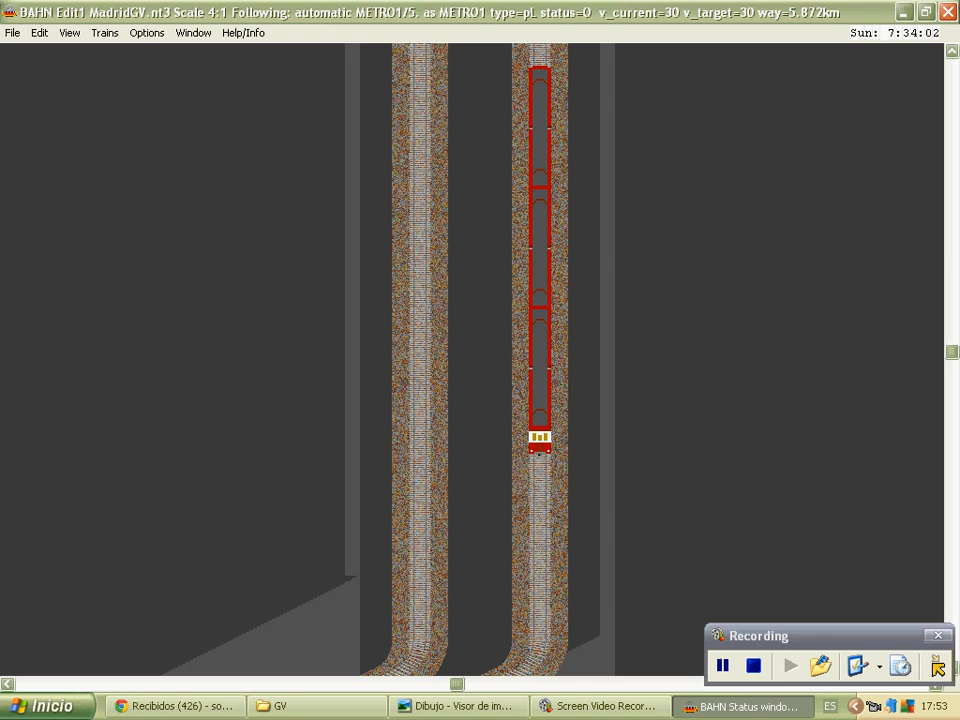 BAHN Edit1 MadridGV.nt3 Scale 4:1 Following: automatic METRO1/5. as METRO1 type=pL status=0 v_current=30 v_target=30 way=5.872km
File Edit View Trains Options Window Help/Info Sun: 7:34:02
Recording
Inicio Recibidos (426) - so... GV Dibujo - Visor de im... Screen Video Recor... BAHN Status windo... ES 17:53